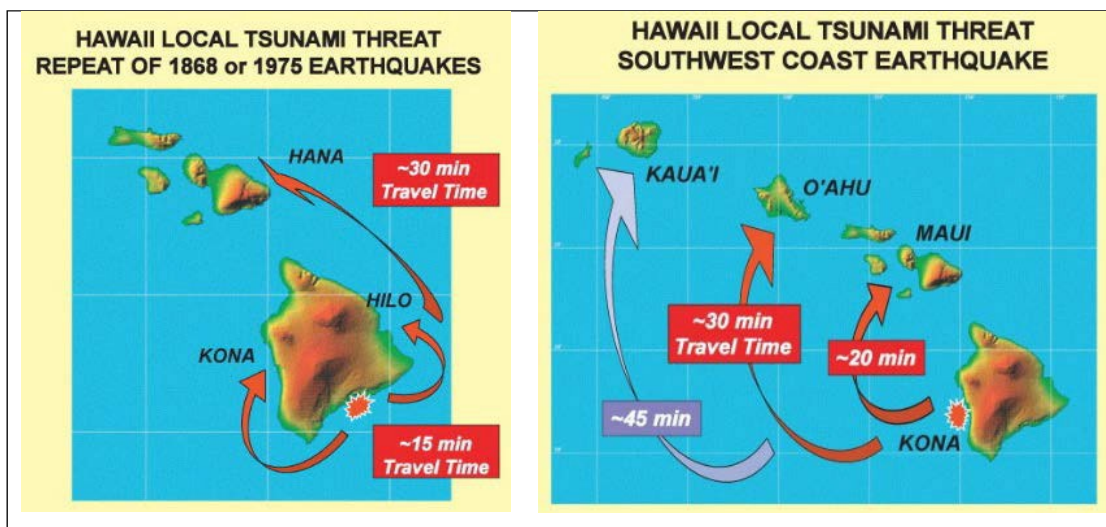 HAWAII LOCAL TSUNAMI THREAT
REPEAT OF 1868 or 1975 EARTHQUAKES
HANA
~30 min
Travel Time
HILO
KONA
~15 min
Travel Time
HAWAII LOCAL TSUNAMI THREAT
SOUTHWEST COAST EARTHQUAKE
KAUA'I
O'AHU
MAUI
~30 min
Travel Time
~20 min
~45 min
KONA